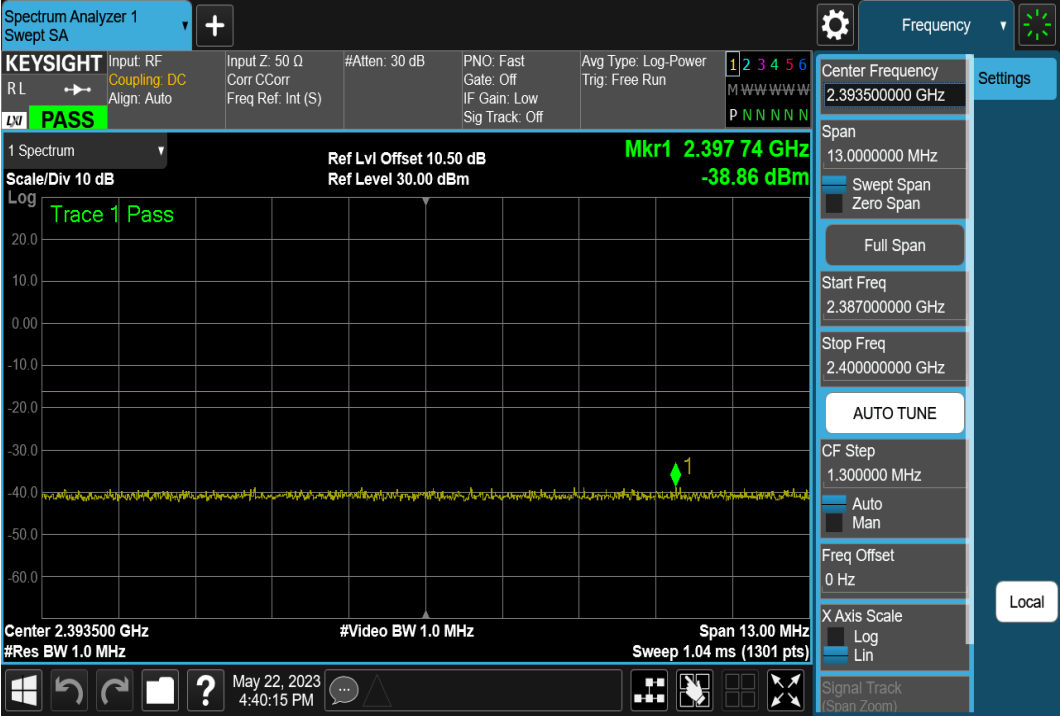 Spectrum Analyzer 1
Swept SA
+
Frequency
KEYSIGHT
R L
LXI
PASS
Input: RF
Coupling: DC
Align: Auto
Input Z: 50 Ω
Corr CCorr
Freq Ref: Int (S)
#Atten: 30 dB
PNO: Fast
Gate: Off
IF Gain: Low
Sig Track: Off
Avg Type: Log-Power
Trig: Free Run
1 2 3 4 5 6
M W W W W W
P N N N N N
1 Spectrum
Scale/Div 10 dB
Log
Ref Lvl Offset 10.50 dB
Ref Level 30.00 dBm
Mkr1 2.397 74 GHz
-38.86 dBm
Trace 1 Pass
20.0
10.0
0.00
-10.0
-20.0
-30.0
-40.0
-50.0
-60.0
1
Center 2.393500 GHz
#Res BW 1.0 MHz
#Video BW 1.0 MHz
Span 13.00 MHz
Sweep 1.04 ms (1301 pts)
Center Frequency
2.393500000 GHz
Span
13.0000000 MHz
Swept Span
Zero Span
Full Span
Start Freq
2.387000000 GHz
Stop Freq
2.400000000 GHz
AUTO TUNE
CF Step
1.300000 MHz
Auto
Man
Freq Offset
0 Hz
X Axis Scale
Log
Lin
Signal Track
(Span Zoom)
Settings
Local
?
May 22, 2023
4:40:15 PM